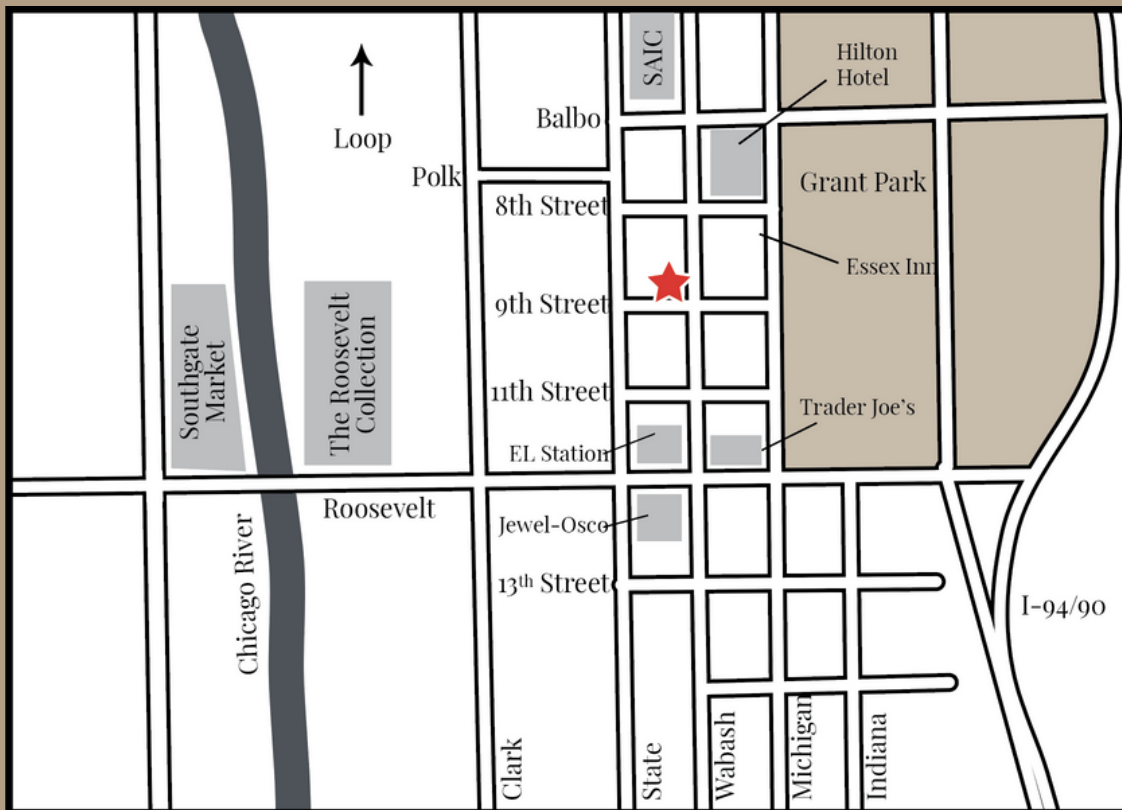 SAIC
Hilton
Hotel
Balbo
Loop
Polk
Grant Park
8th Street
Essex Inn
9th Street
Southgate
Market
The Roosevelt
Collection
11th Street
Trader Joe's
EL Station
Roosevelt
Jewel-Osco
Chicago River
13th Street
I-94/90
Clark
State
Wabash
Michigan
Indiana